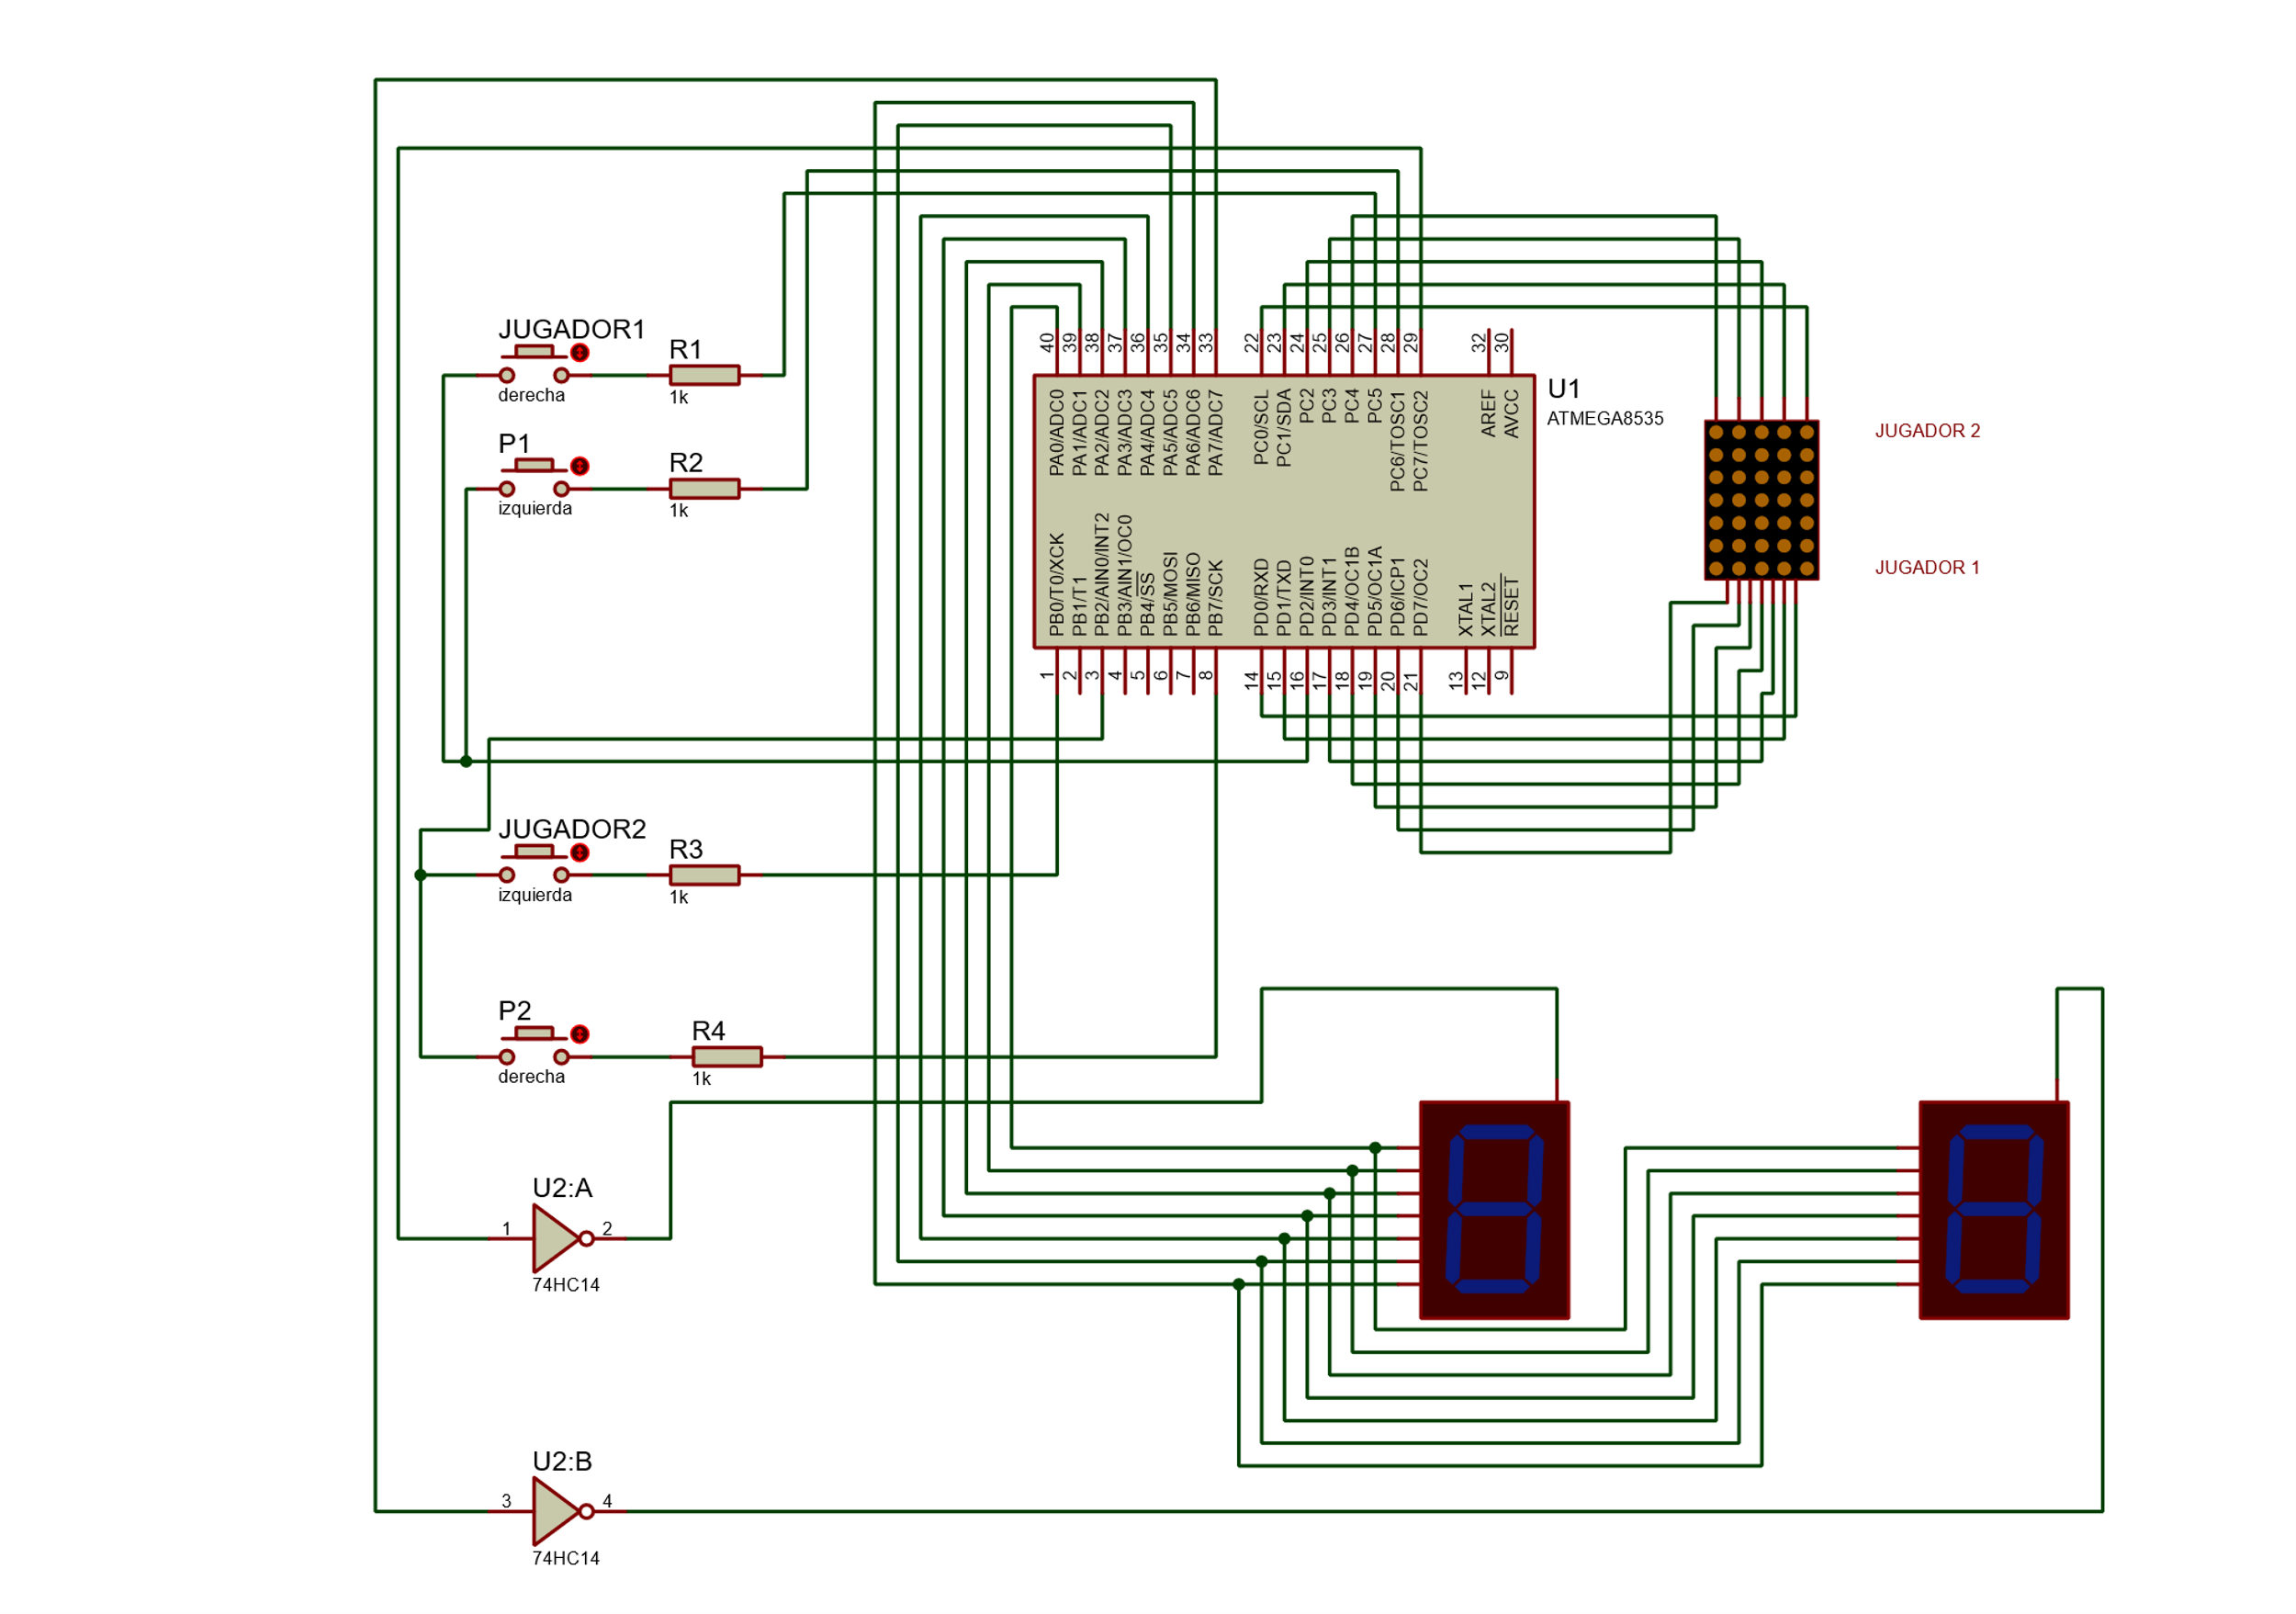 JUGADOR1
derecha
R1
1k
P1
izquierda
R2
1k
40
39
38
37
36
35
34
33
22
23
24
25
26
27
28
29
32
30
PA0/ADC0
PA1/ADC1
PA2/ADC2
PA3/ADC3
PA4/ADC4
PA5/ADC5
PA6/ADC6
PA7/ADC7
PC0/SCL
PC1/SDA
PC2
PC3
PC4
PC5
PC6/TOSC1
PC7/TOSC2
AREF
AVCC
U1
ATMEGA8535
PB0/T0/XCK
PB1/T1
PB2/AIN0/INT2
PB3/AIN1/OC0
PB4/SS
PB5/MOSI
PB6/MISO
PB7/SCK
PD0/RXD
PD1/TXD
PD2/INT0
PD3/INT1
PD4/OC1B
PD5/OC1A
PD6/ICP1
PD7/OC2
XTAL1
XTAL2
RESET
1
2
3
4
5
6
7
8
14
15
16
17
18
19
20
21
13
12
9
JUGADOR 2
JUGADOR 1
JUGADOR2
izquierda
R3
1k
P2
derecha
R4
1k
U2:A
1
2
74HC14
U2:B
3
4
74HC14